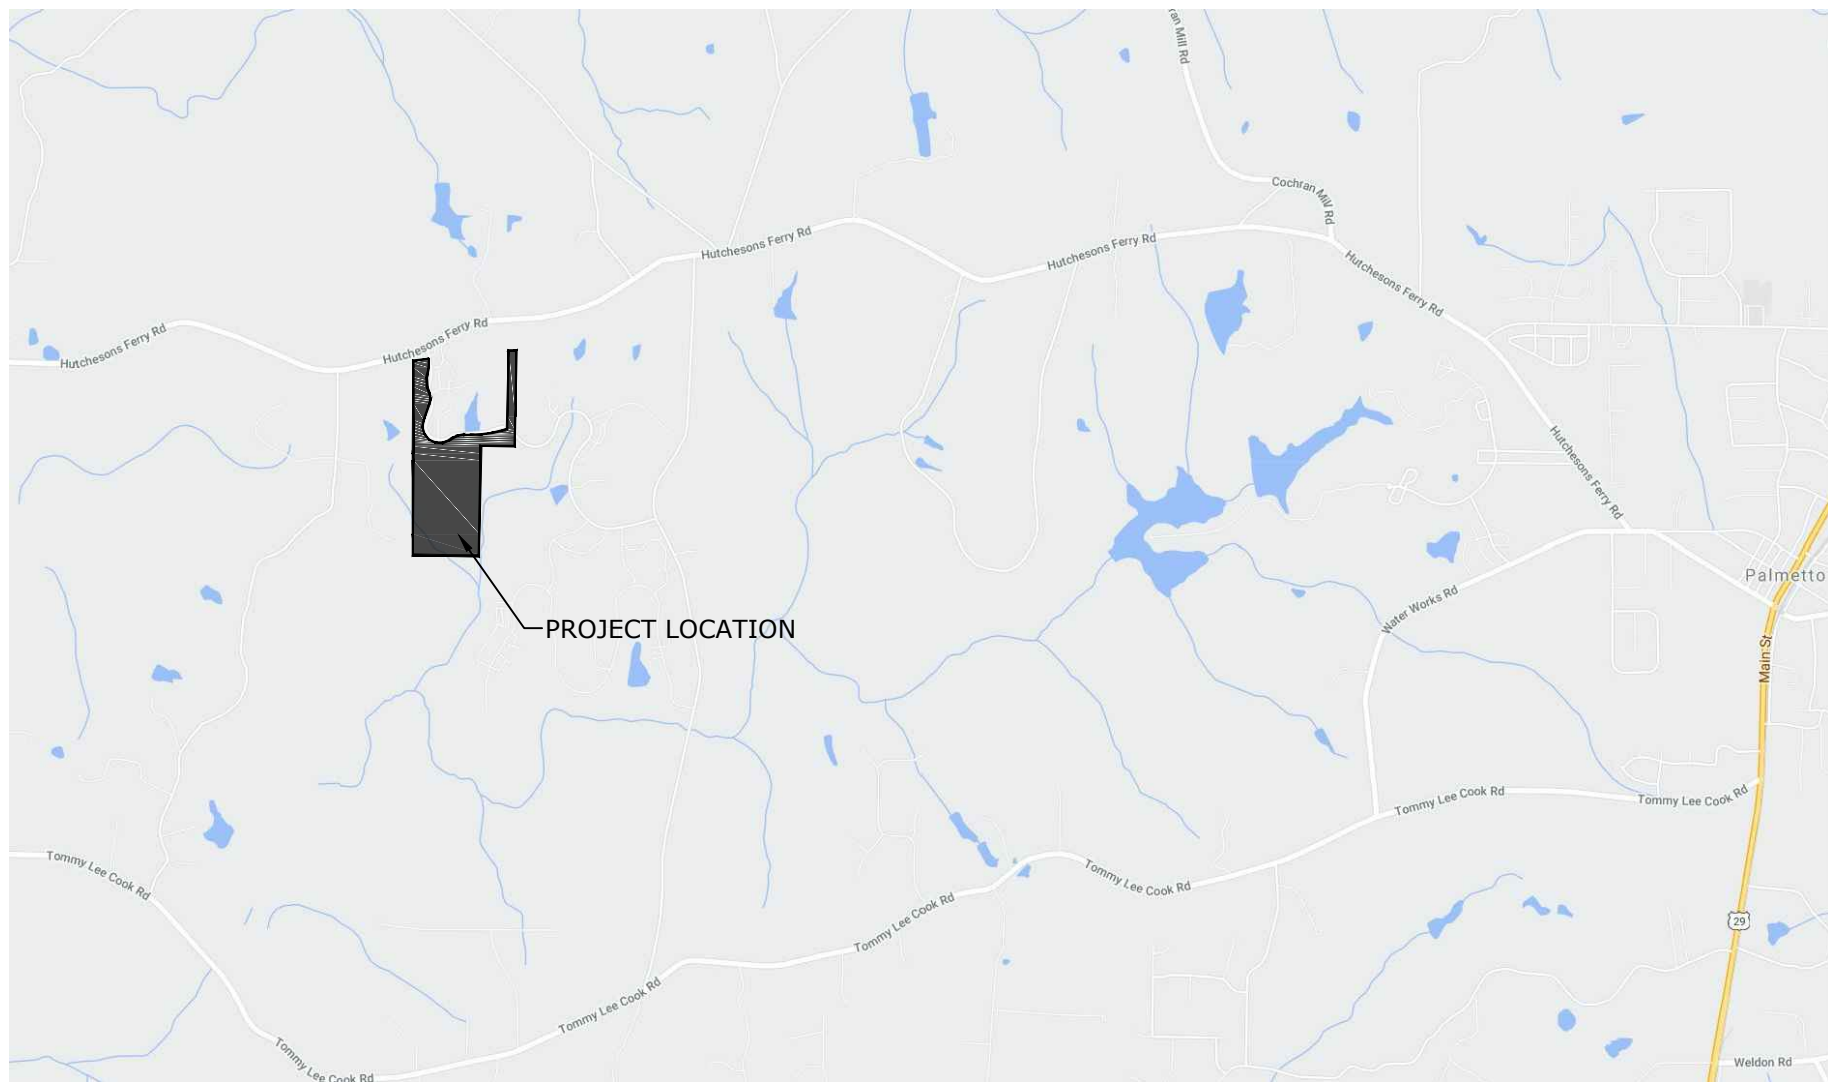 ran Mill Rd
Cochran Mill Rd
Hutchesons Ferry Rd
Hutchesons Ferry Rd
Hutchesons Ferry Rd
Hutchesons Ferry Rd
Hutchesons Ferry Rd
Hutchesons Ferry Rd
Palmetto
Water Works Rd
PROJECT LOCATION
Main St
Tommy Lee Cook Rd
Tommy Lee Cook Rd
Tommy Lee Cook Rd
Tommy Lee Cook Rd
Tommy Lee Cook Rd
29
Tommy Lee Cook Rd
Tommy Lee Cook Rd
Weldon Rd